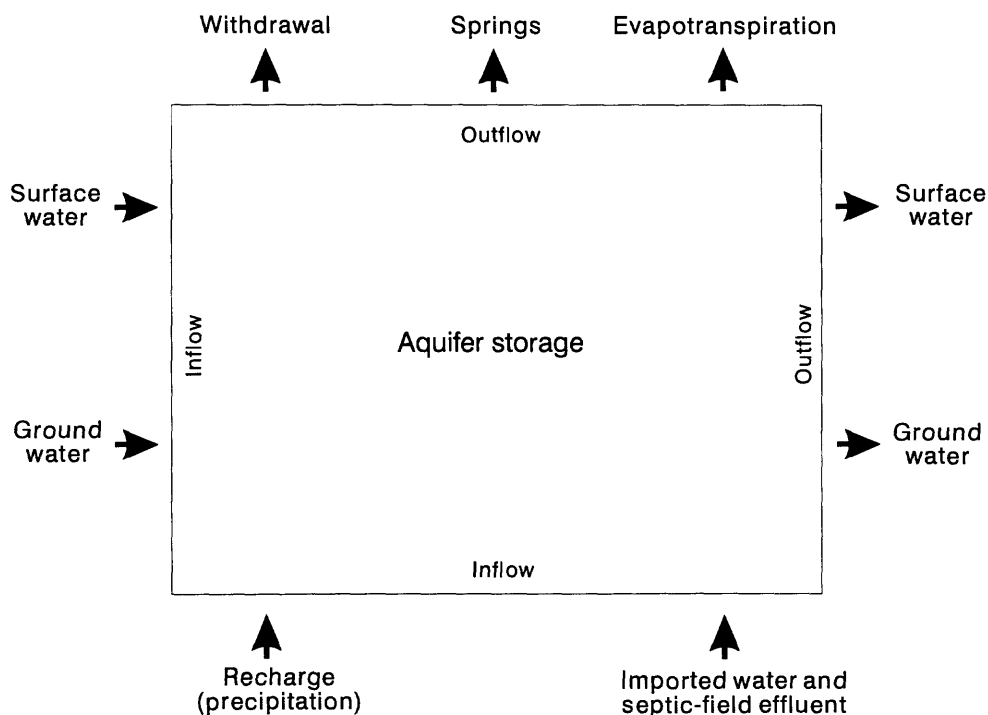 Withdrawal
Springs
Evapotranspiration
Outflow
Surface
water
Surface
water
Inflow
Aquifer storage
Outflow
Ground
water
Ground
water
Inflow
Recharge
(precipitation)
Imported water and
septic-field effluent